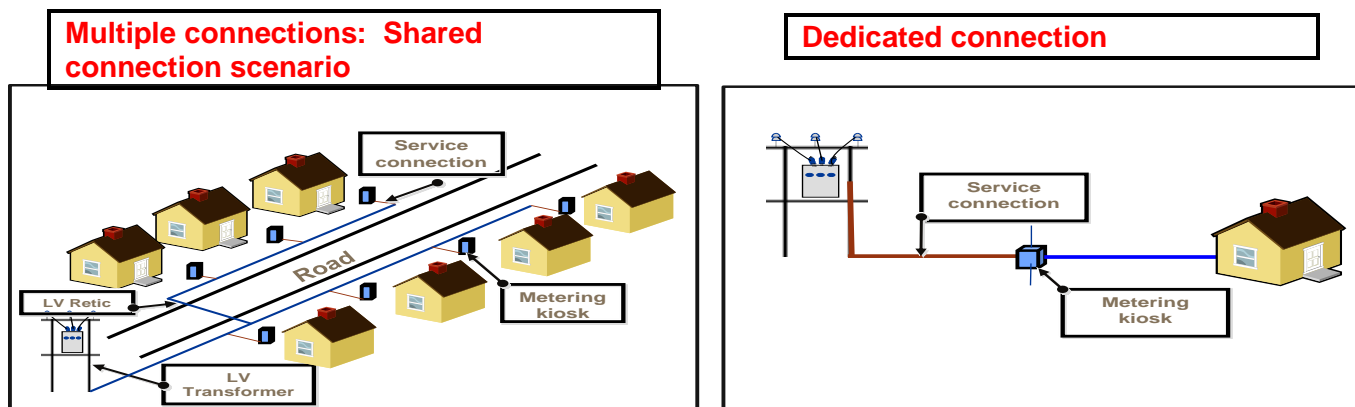 Multiple connections: Shared
connection scenario
Service
connection
Road
LV Retic
Metering
kiosk
LV
Transformer
Dedicated connection
Service
connection
Metering
kiosk